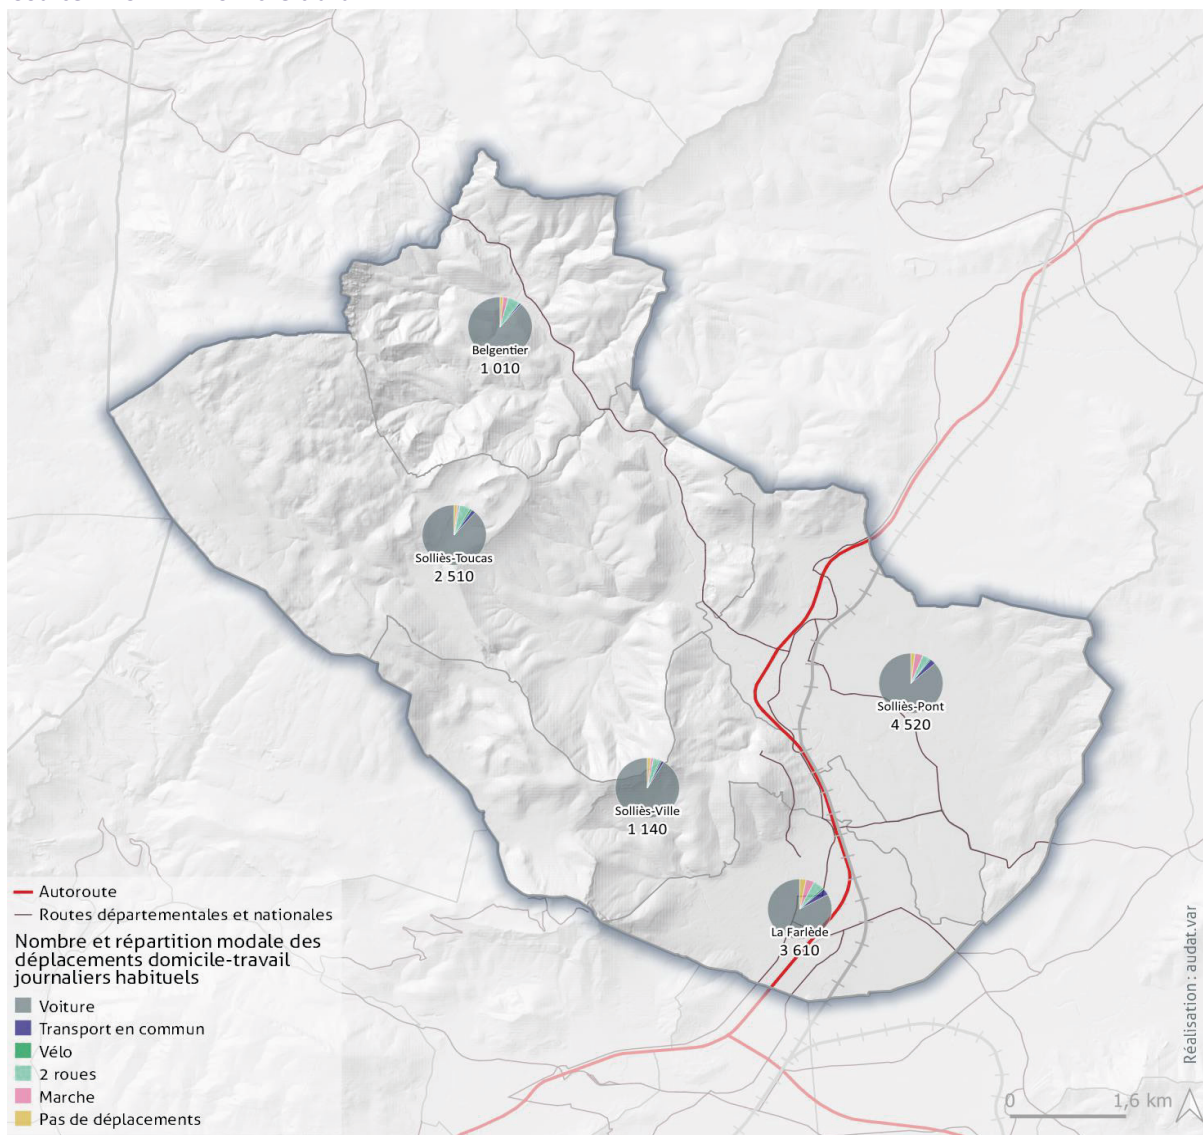 Belgentier
1 010
Solliès-Toucas
2 510
Solliès-Pont
4 520
Solliès-Ville
1 140
La Farlède
3 610
Autoroute
Routes départementales et nationales
Nombre et répartition modale des
déplacements domicile-travail
journaliers habituels
Voiture
Transport en commun
Vélo
2 roues
Marche
Pas de déplacements
0 1,6 km
Réalisation : audat.var